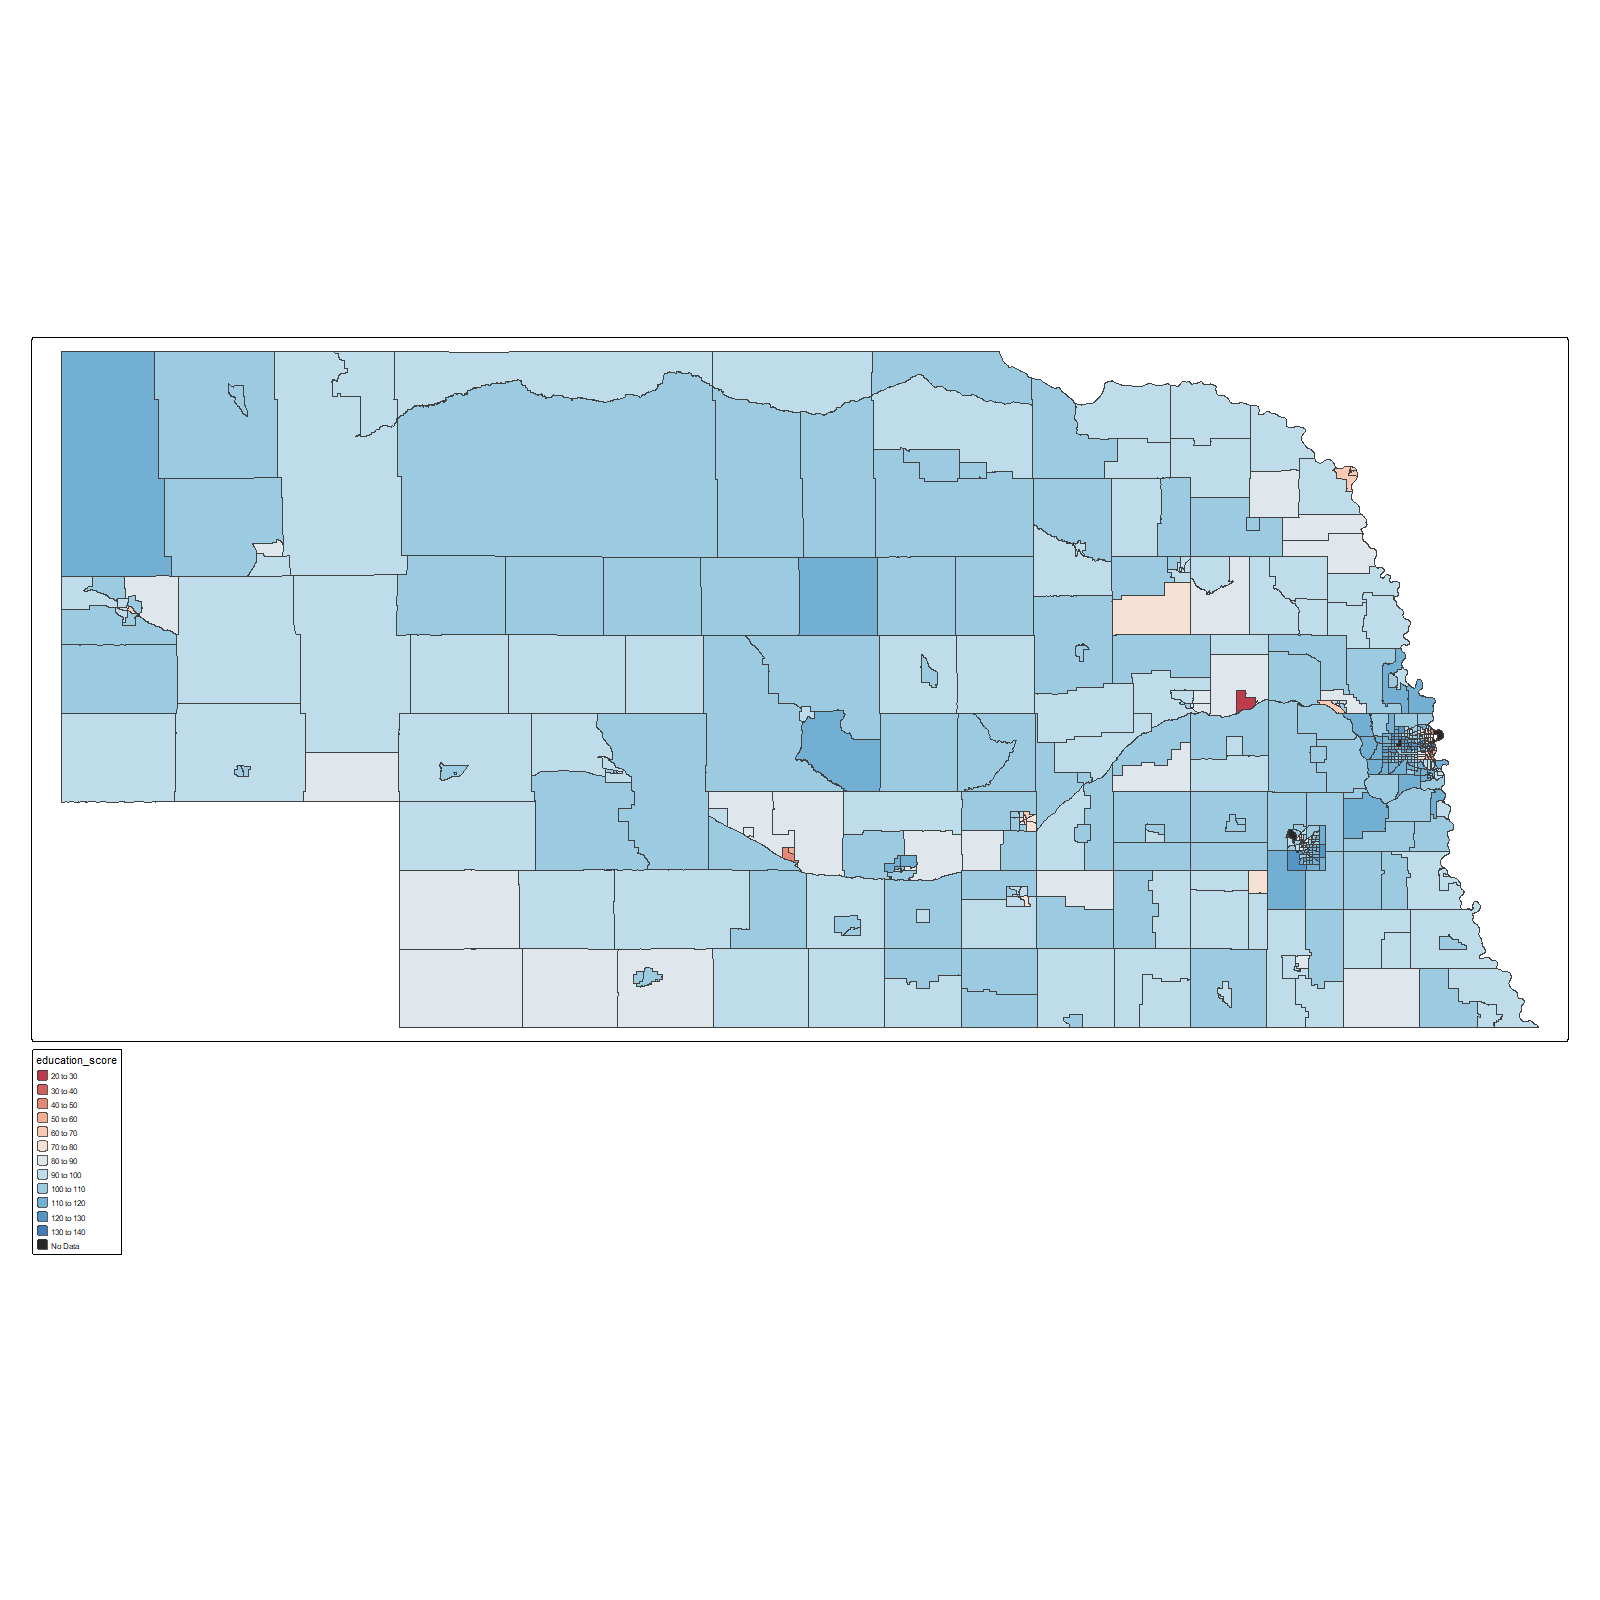 education_score
20 to 30
30 to 40
40 to 50
50 to 60
60 to 70
70 to 80
80 to 90
90 to 100
100 to 110
110 to 120
120 to 130
130 to 140
No Data